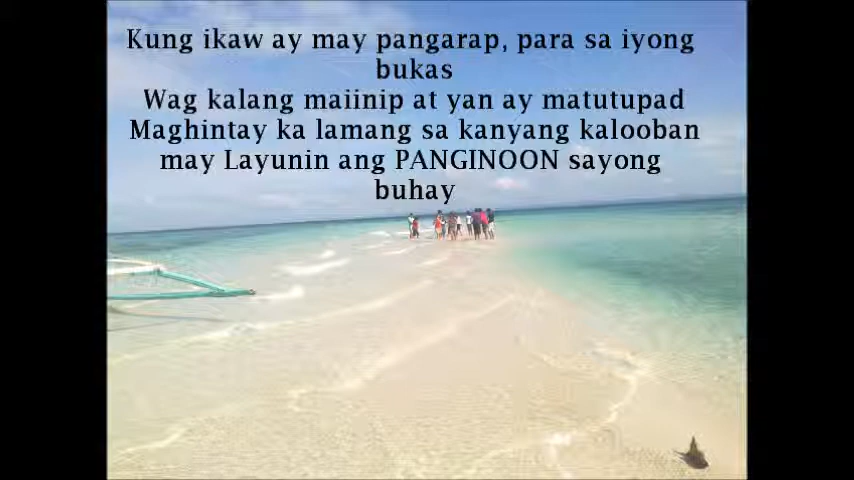 Kung ikaw ay may pangarap, para sa iyong
bukas
Wag kalang maiinip at yan ay matutupad
Maghintay ka lamang sa kanyang kalooban
may Layunin ang PANGINOON sayong
buhay